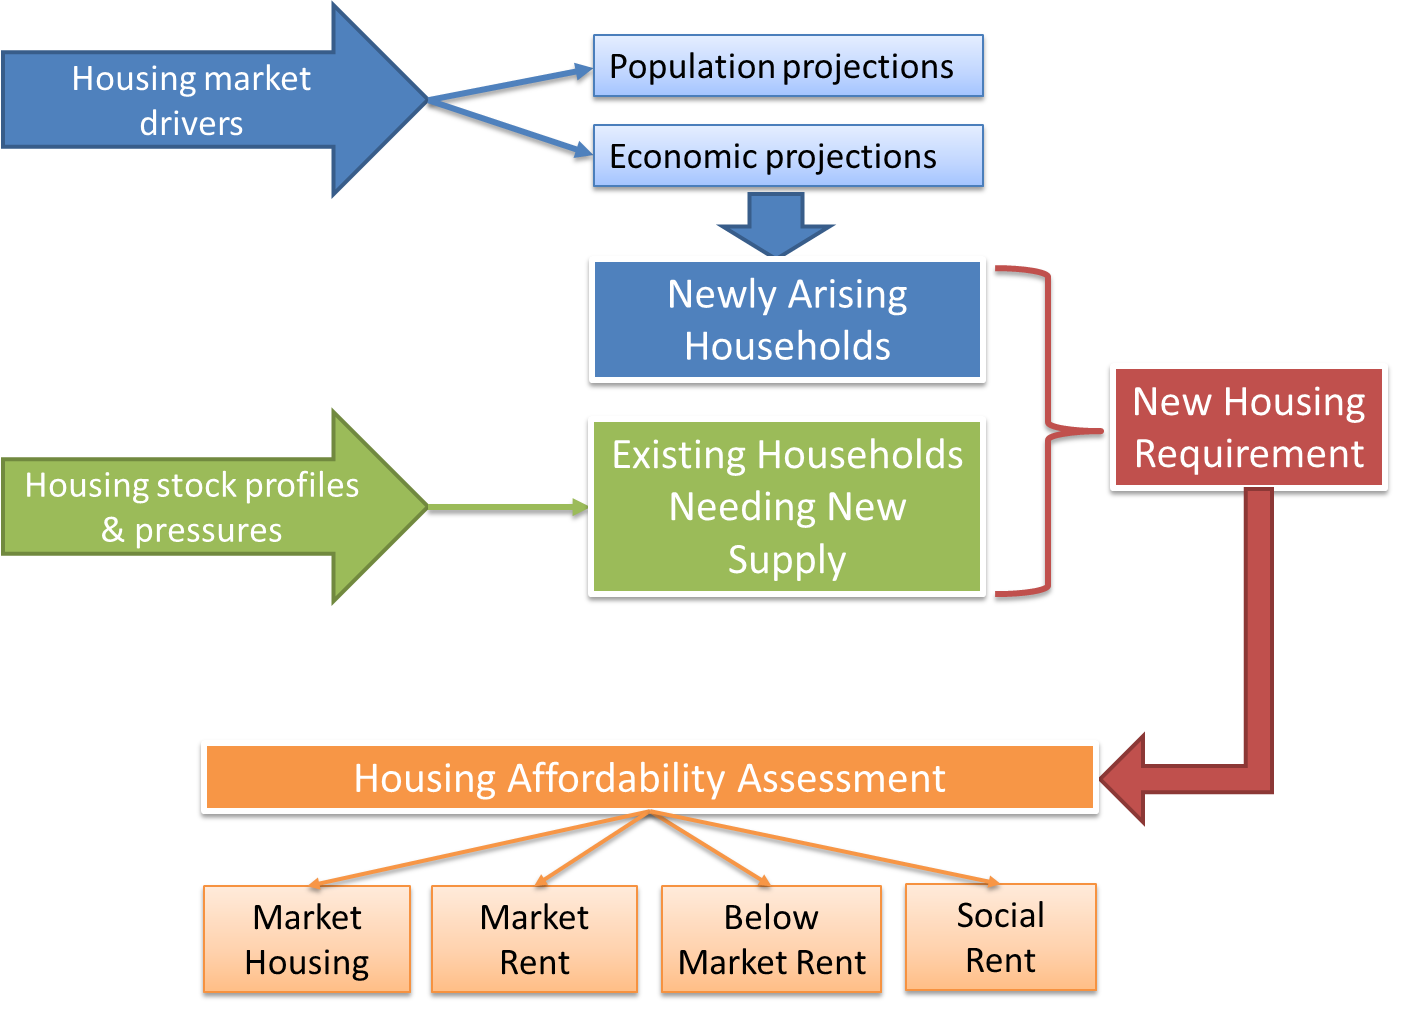 Housing market
drivers
Population projections
Economic projections
Newly Arising
Households
Housing stock profiles
& pressures
Existing Households
Needing New
Supply
New Housing
Requirement
Housing Affordability Assessment
Market
Housing
Market
Rent
Below
Market Rent
Social
Rent